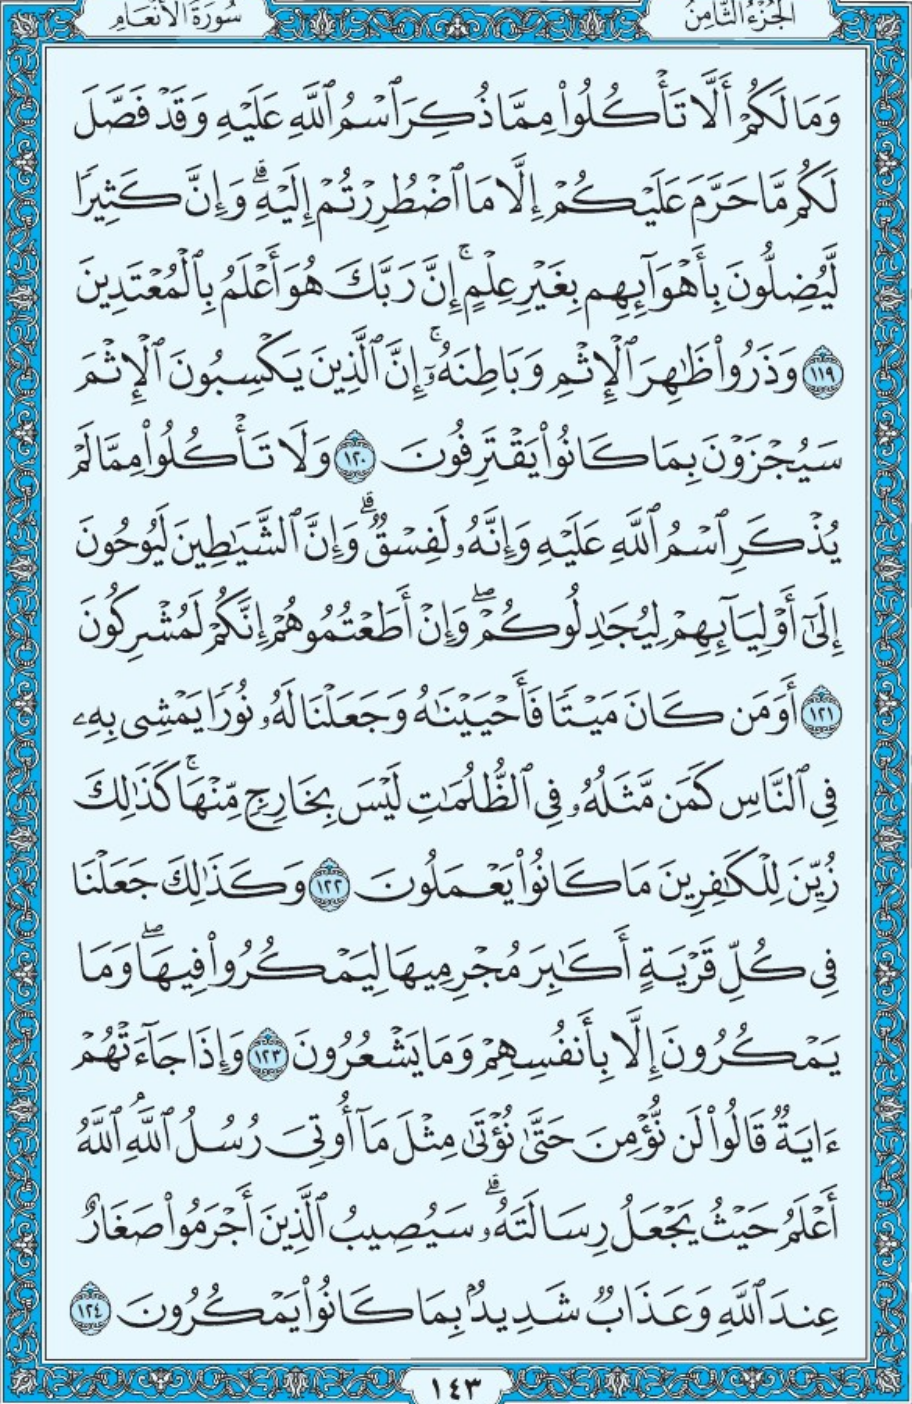 الجُزْءُ الثَّامِنُ
سُورَةُ الأَنْعَامِ
وَمَا لَكُمْ أَلَّا تَأْكُلُوا۟ مِمَّا ذُكِرَ ٱسْمُ ٱللَّهِ عَلَيْهِ وَقَدْ فَصَّلَ
لَكُم مَّا حَرَّمَ عَلَيْكُمْ إِلَّا مَا ٱضْطُرِرْتُمْ إِلَيْهِ ۗ وَإِنَّ كَثِيرًا
لَّيُضِلُّونَ بِأَهْوَآئِهِم بِغَيْرِ عِلْمٍ ۚ إِنَّ رَبَّكَ هُوَ أَعْلَمُ بِٱلْمُعْتَدِينَ
١١٩ وَذَرُوا۟ ظَٰهِرَ ٱلْإِثْمِ وَبَاطِنَهُۥٓ ۚ إِنَّ ٱلَّذِينَ يَكْسِبُونَ ٱلْإِثْمَ
سَيُجْزَوْنَ بِمَا كَانُوا۟ يَقْتَرِفُونَ ١٢٠ وَلَا تَأْكُلُوا۟ مِمَّا لَمْ
يُذْكَرِ ٱسْمُ ٱللَّهِ عَلَيْهِ وَإِنَّهُۥ لَفِسْقٌ ۗ وَإِنَّ ٱلشَّيَٰطِينَ لَيُوحُونَ
إِلَىٰٓ أَوْلِيَآئِهِمْ لِيُجَٰدِلُوكُمْ ۖ وَإِنْ أَطَعْتُمُوهُمْ إِنَّكُمْ لَمُشْرِكُونَ
١٢١ أَوَمَن كَانَ مَيْتًا فَأَحْيَيْنَٰهُ وَجَعَلْنَا لَهُۥ نُورًا يَمْشِى بِهِۦ
فِى ٱلنَّاسِ كَمَن مَّثَلُهُۥ فِى ٱلظُّلُمَٰتِ لَيْسَ بِخَارِجٍ مِّنْهَا ۚ كَذَٰلِكَ
زُيِّنَ لِلْكَٰفِرِينَ مَا كَانُوا۟ يَعْمَلُونَ ١٢٢ وَكَذَٰلِكَ جَعَلْنَا
فِى كُلِّ قَرْيَةٍ أَكَٰبِرَ مُجْرِمِيهَا لِيَمْكُرُوا۟ فِيهَا ۖ وَمَا
يَمْكُرُونَ إِلَّا بِأَنفُسِهِمْ وَمَا يَشْعُرُونَ ١٢٣ وَإِذَا جَآءَتْهُمْ
ءَايَةٌ قَالُوا۟ لَن نُّؤْمِنَ حَتَّىٰ نُؤْتَىٰ مِثْلَ مَآ أُوتِىَ رُسُلُ ٱللَّهِ ۘ ٱللَّهُ
أَعْلَمُ حَيْثُ يَجْعَلُ رِسَالَتَهُۥ ۗ سَيُصِيبُ ٱلَّذِينَ أَجْرَمُوا۟ صَغَارٌ
عِندَ ٱللَّهِ وَعَذَابٌ شَدِيدٌۢ بِمَا كَانُوا۟ يَمْكُرُونَ ١٢٤
١٤٣